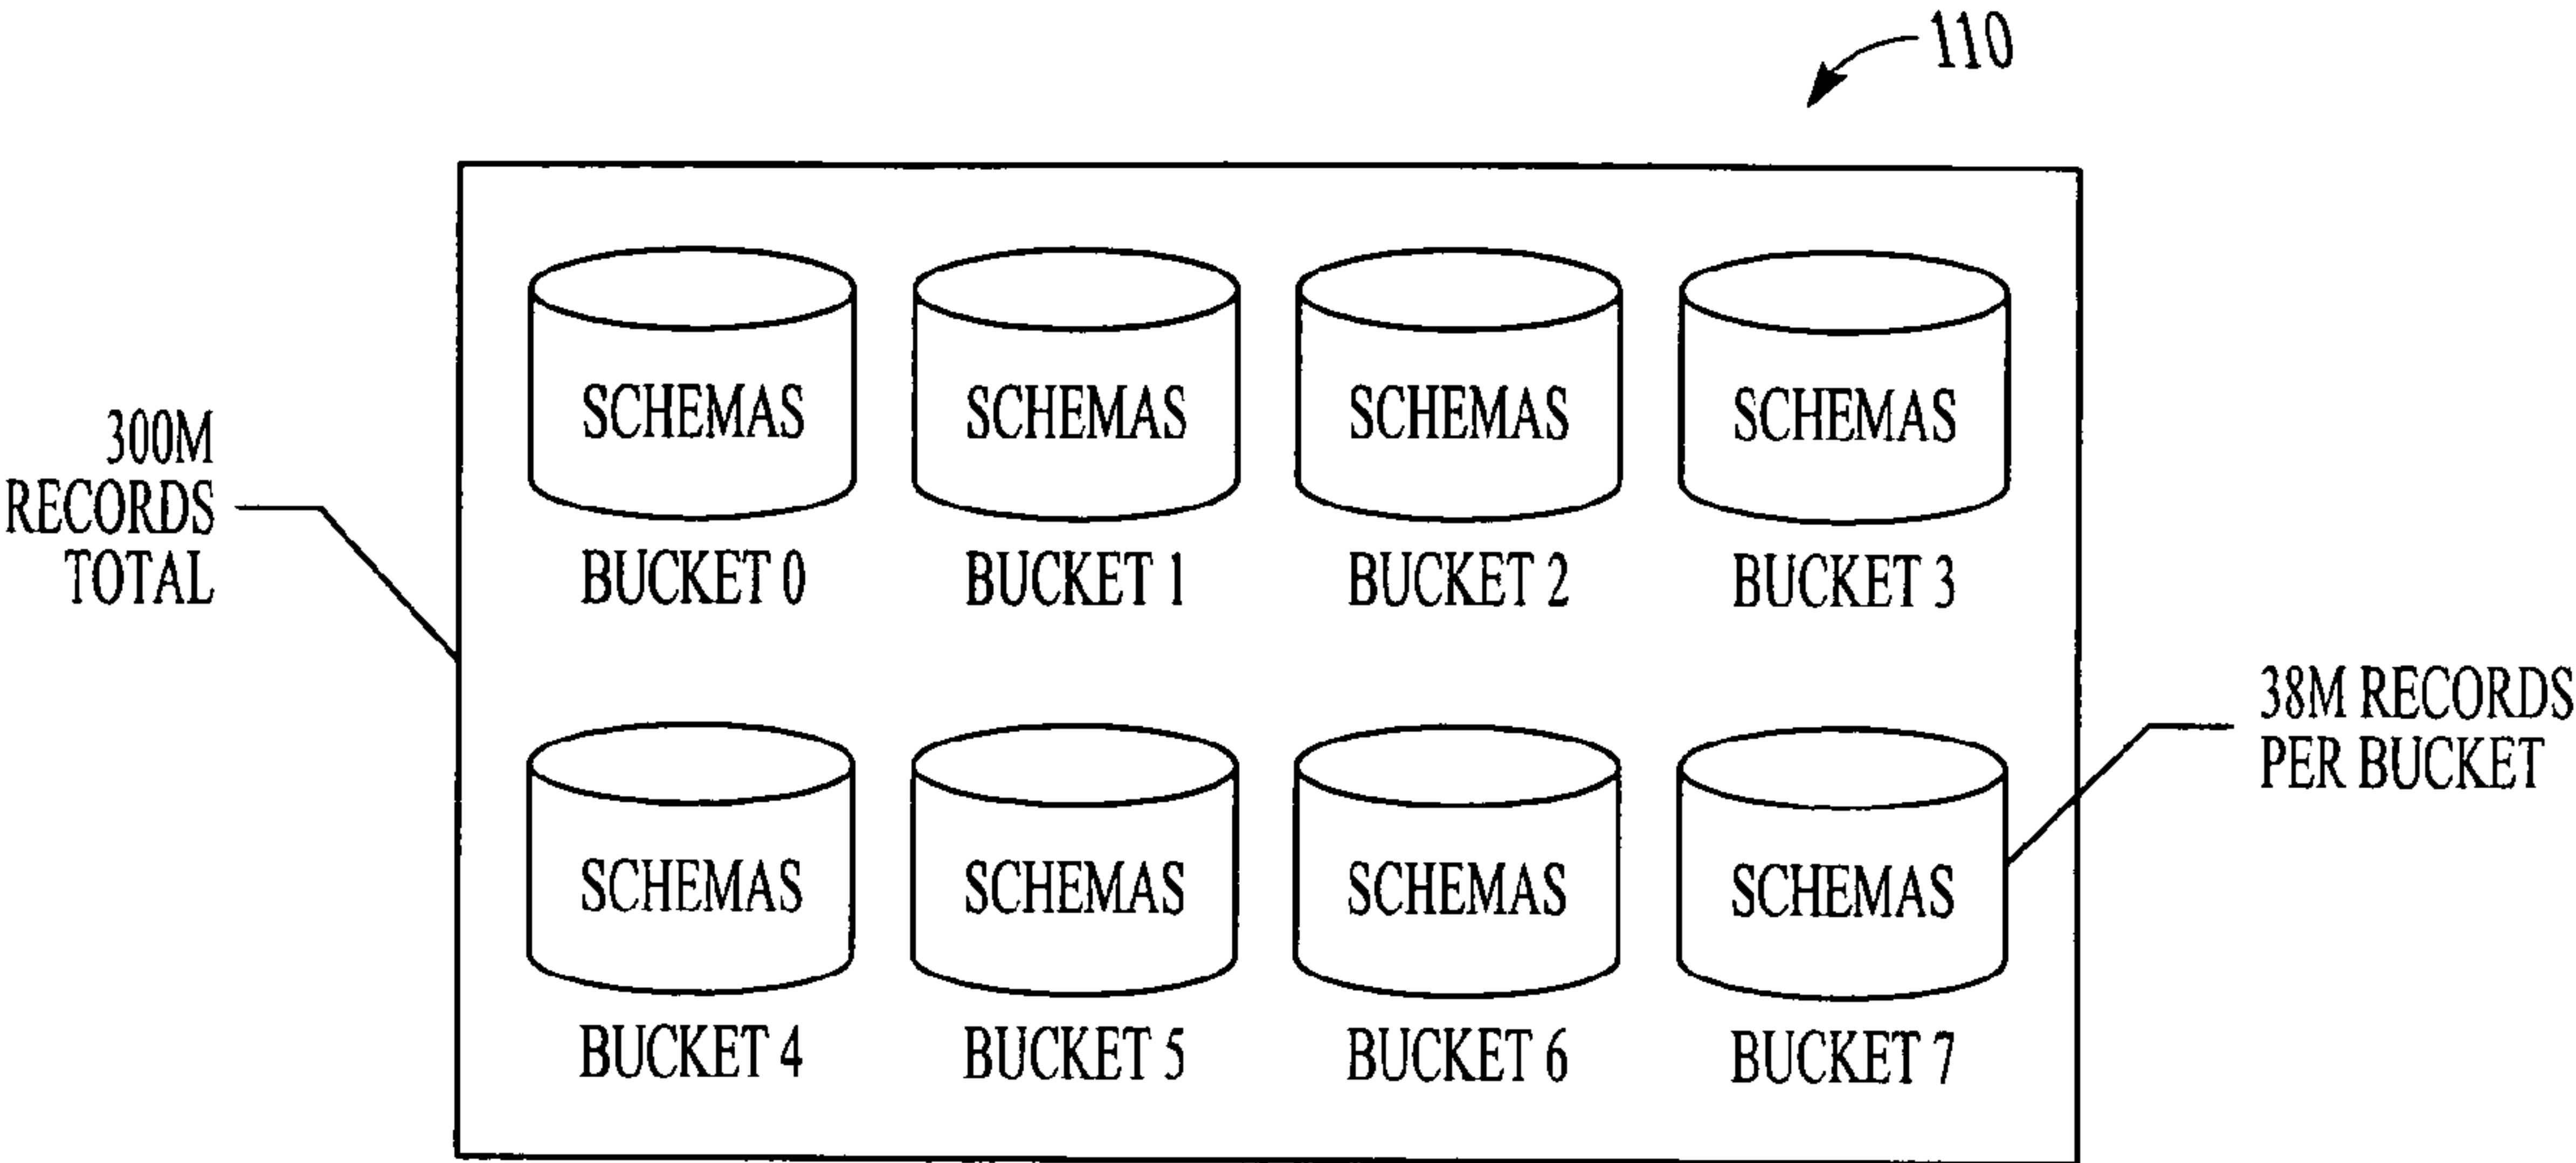 110
300M
RECORDS
TOTAL
SCHEMAS
SCHEMAS
SCHEMAS
SCHEMAS
BUCKET 0
BUCKET 1
BUCKET 2
BUCKET 3
38M RECORDS
PER BUCKET
SCHEMAS
SCHEMAS
SCHEMAS
SCHEMAS
BUCKET 4
BUCKET 5
BUCKET 6
BUCKET 7